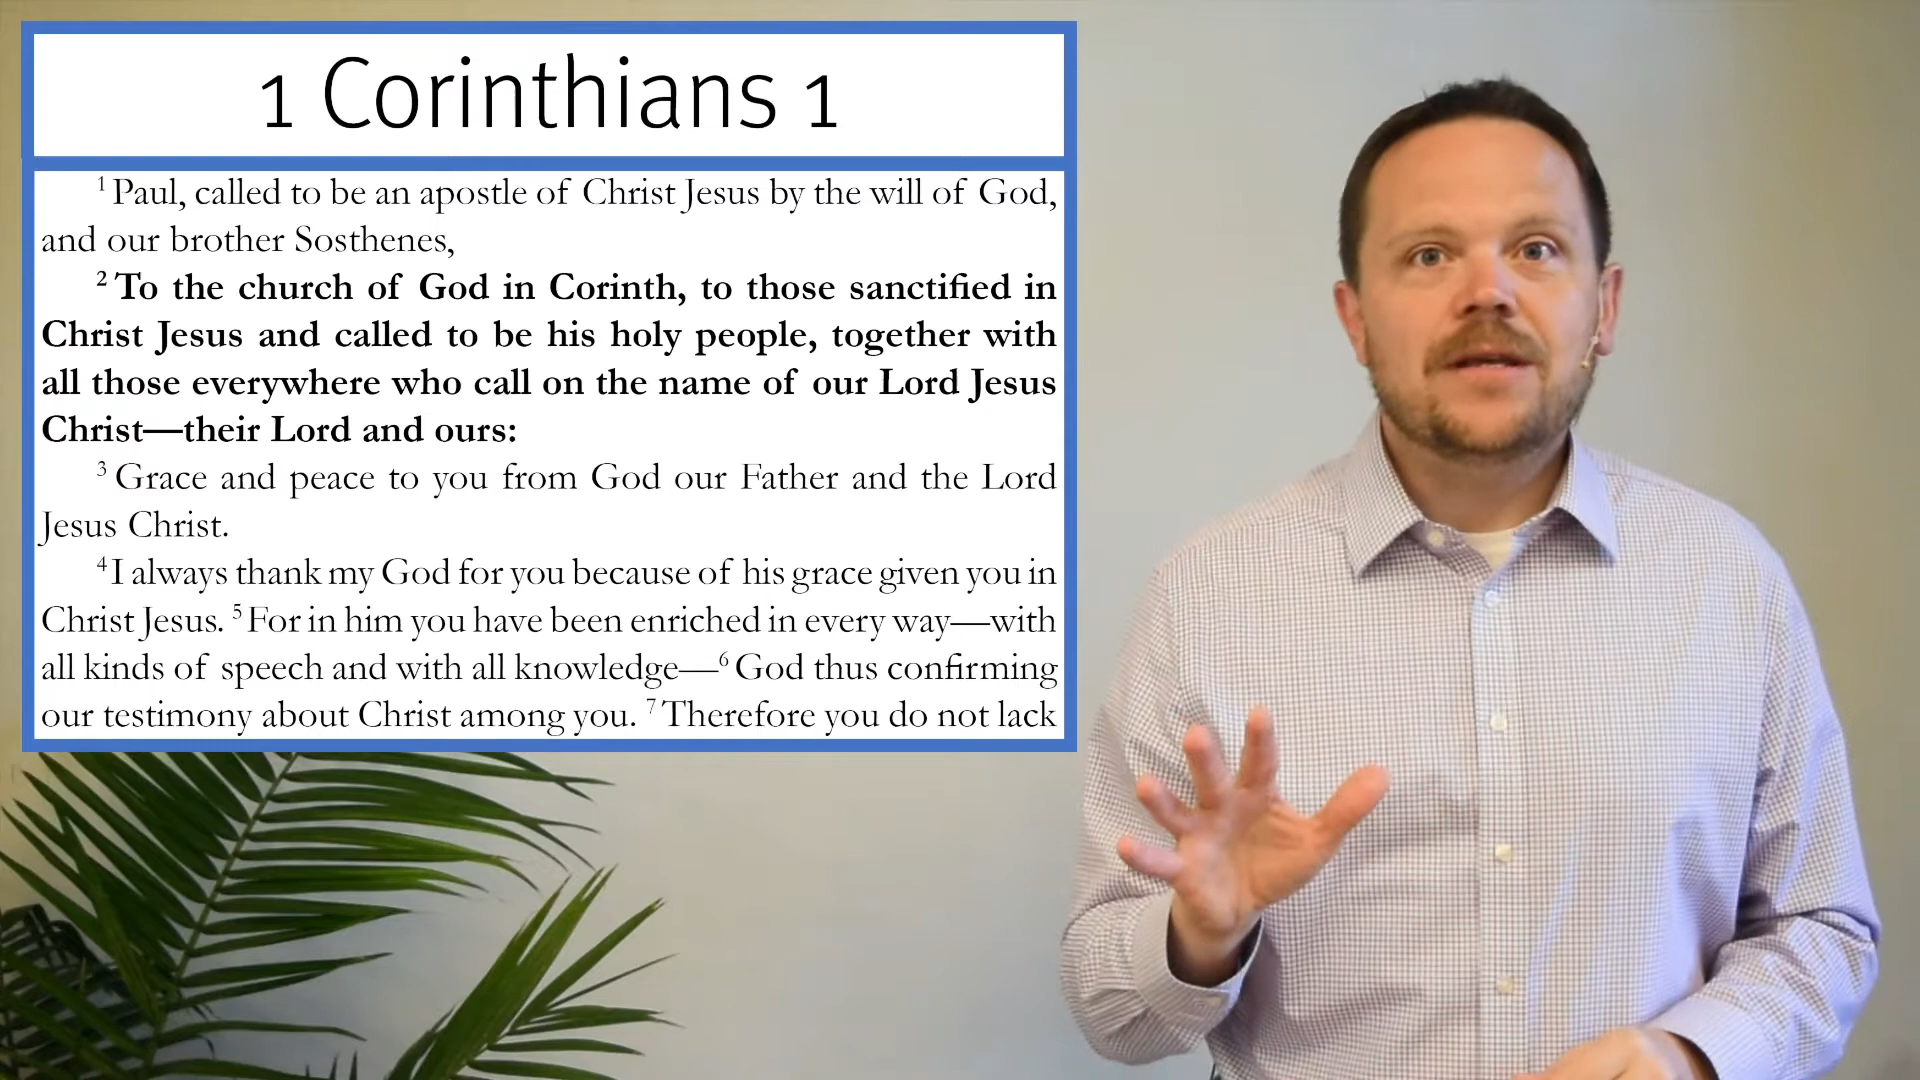 1 Corinthians 1
¹ Paul, called to be an apostle of Christ Jesus by the will of God,
and our brother Sosthenes,
² To the church of God in Corinth, to those sanctified in
Christ Jesus and called to be his holy people, together with
all those everywhere who call on the name of our Lord Jesus
Christ—their Lord and ours:
³ Grace and peace to you from God our Father and the Lord
Jesus Christ.
⁴ I always thank my God for you because of his grace given you in
Christ Jesus. ⁵ For in him you have been enriched in every way—with
all kinds of speech and with all knowledge—⁶ God thus confirming
our testimony about Christ among you. ⁷ Therefore you do not lack